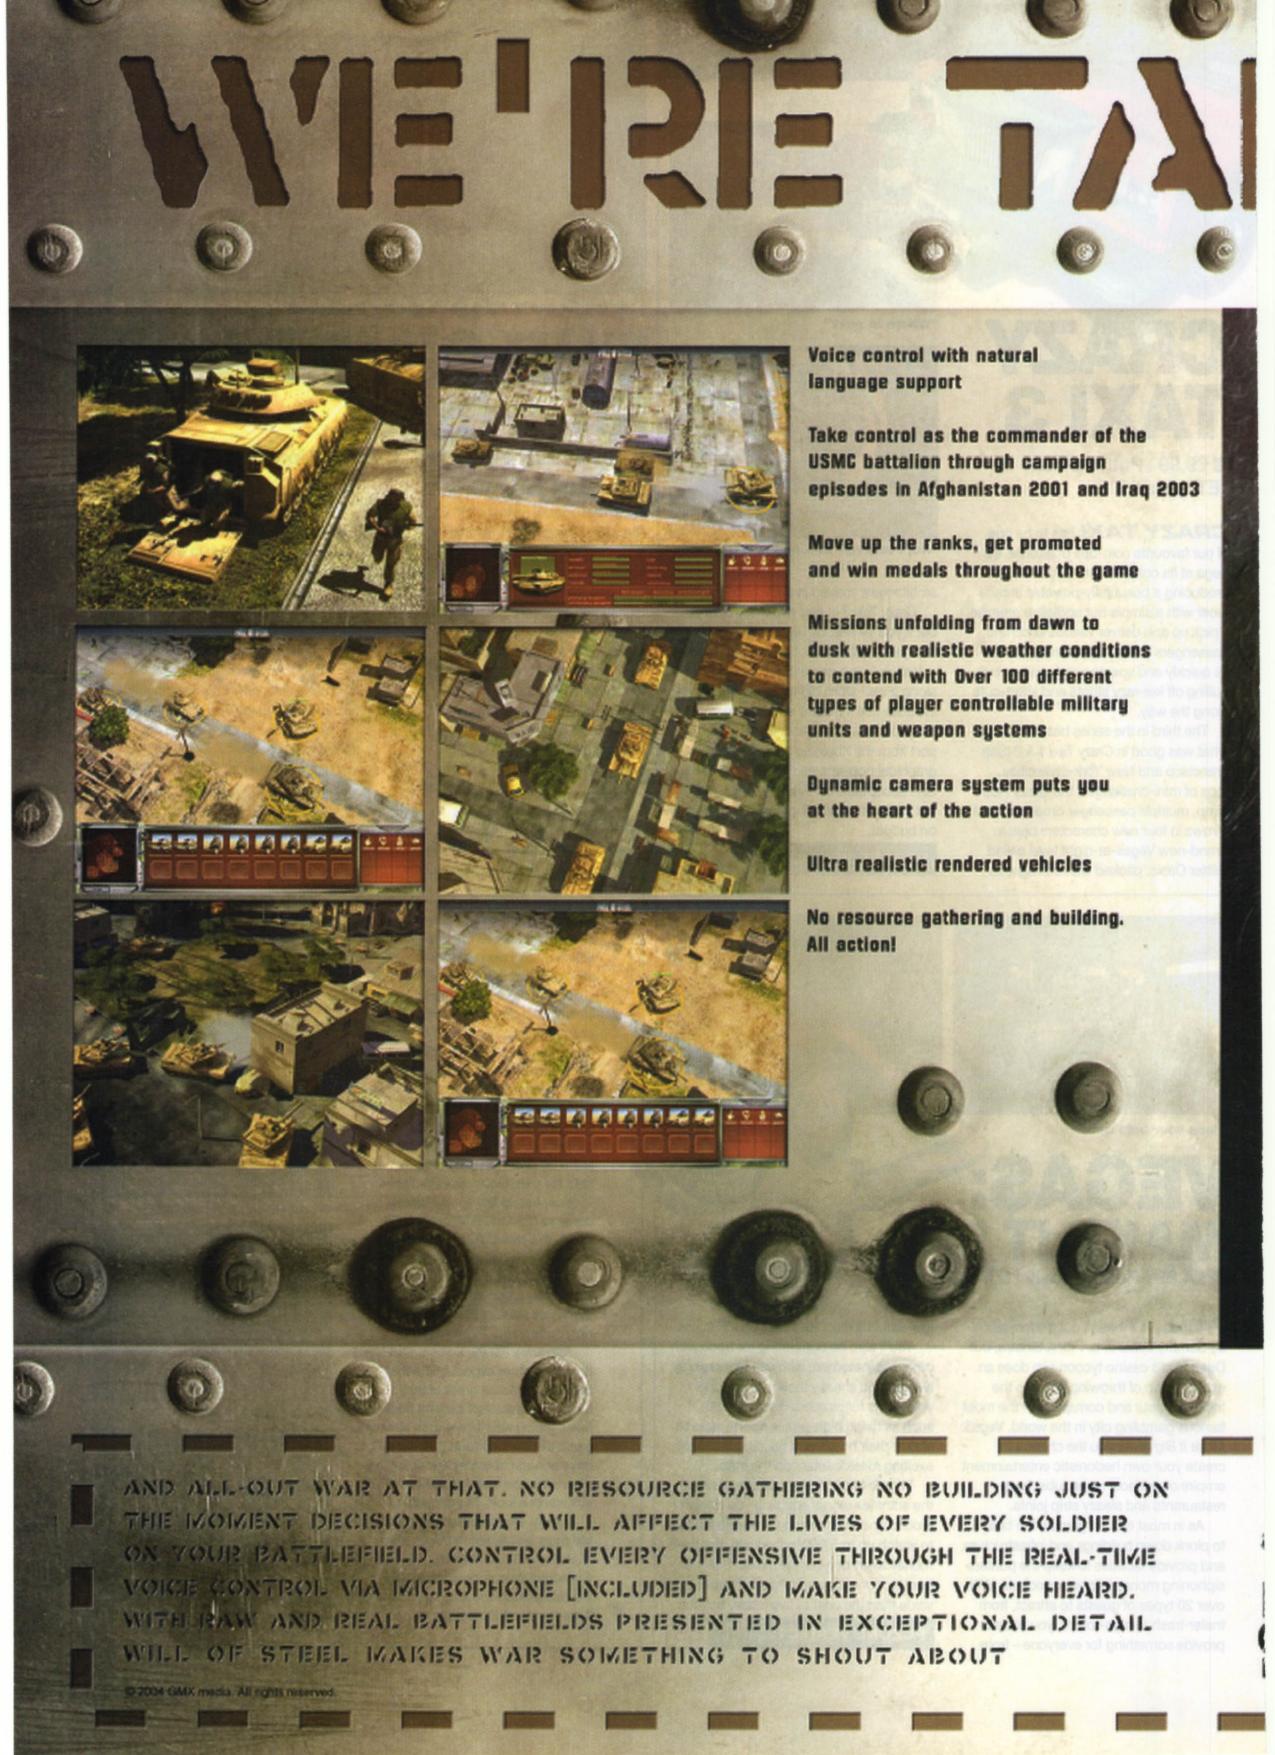 WE'RE TA
Voice control with natural
language support
Take control as the commander of the
USMC battalion through campaign
episodes in Afghanistan 2001 and Iraq 2003
Move up the ranks, get promoted
and win medals throughout the game
Missions unfolding from dawn to
dusk with realistic weather conditions
to contend with Over 100 different
types of player controllable military
units and weapon systems
Dynamic camera system puts you
at the heart of the action
Ultra realistic rendered vehicles
No resource gathering and building.
All action!
AND ALL-OUT WAR AT THAT. NO RESOURCE GATHERING NO BUILDING JUST ON
THE MOMENT DECISIONS THAT WILL AFFECT THE LIVES OF EVERY SOLDIER
ON YOUR BATTLEFIELD. CONTROL EVERY OFFENSIVE THROUGH THE REAL-TIME
VOICE CONTROL VIA MICROPHONE [INCLUDED] AND MAKE YOUR VOICE HEARD.
WITH RAW AND REAL BATTLEFIELDS PRESENTED IN EXCEPTIONAL DETAIL
WILL OF STEEL MAKES WAR SOMETHING TO SHOUT ABOUT
© 2004 GMX media. All rights reserved.